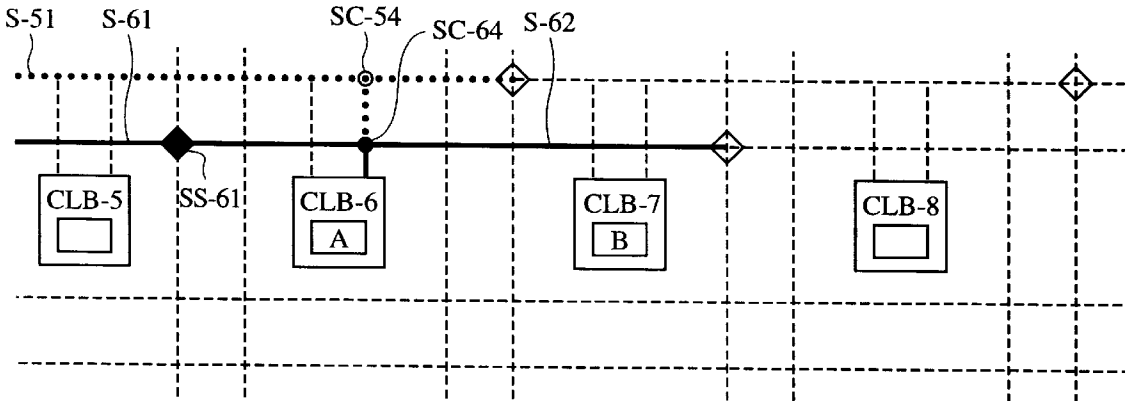 S-51 S-61 SC-54 SC-64 S-62
SS-61
CLB-5 CLB-6 CLB-7 CLB-8
A B